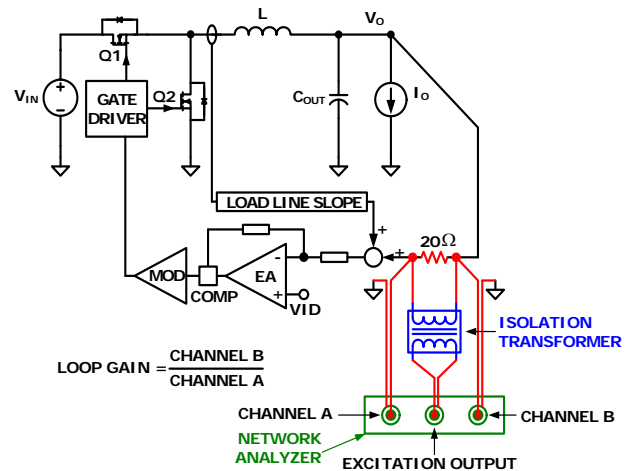 L
VO
Q1
VIN
GATE
DRIVER
Q2
COUT
IO
LOAD LINE SLOPE
+
+
20Ω
MOD
COMP
EA
-
+
VID
ISOLATION
TRANSFORMER
LOOP GAIN = CHANNEL B
CHANNEL A
CHANNEL A
CHANNEL B
NETWORK
ANALYZER
EXCITATION OUTPUT